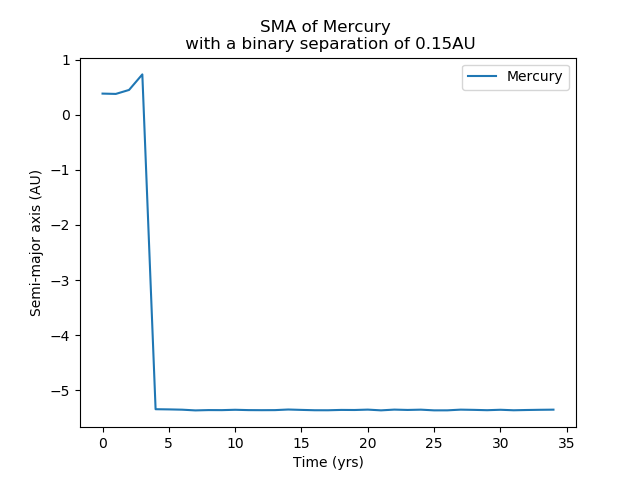 SMA of Mercury
with a binary separation of 0.15AU
Mercury
1
0
−1
−2
−3
−4
−5
Semi-major axis (AU)
0 5 10 15 20 25 30 35
Time (yrs)